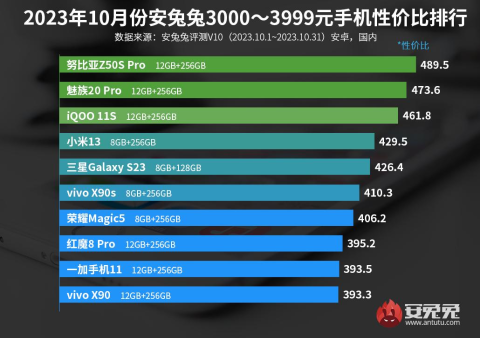 2023年10月份安兔兔3000～3999元手机性价比排行
数据来源：安兔兔评测V10（2023.10.1~2023.10.31）安卓，国内
*性价比
努比亚Z50S Pro 12GB+256GB 489.5
魅族20 Pro 12GB+256GB 473.6
iQOO 11S 12GB+256GB 461.8
小米13 8GB+256GB 429.5
三星Galaxy S23 8GB+128GB 426.4
vivo X90s 8GB+256GB 410.3
荣耀Magic5 8GB+256GB 406.2
红魔8 Pro 12GB+256GB 395.2
一加手机11 12GB+256GB 393.5
vivo X90 12GB+256GB 393.3
安兔兔
www.antutu.com